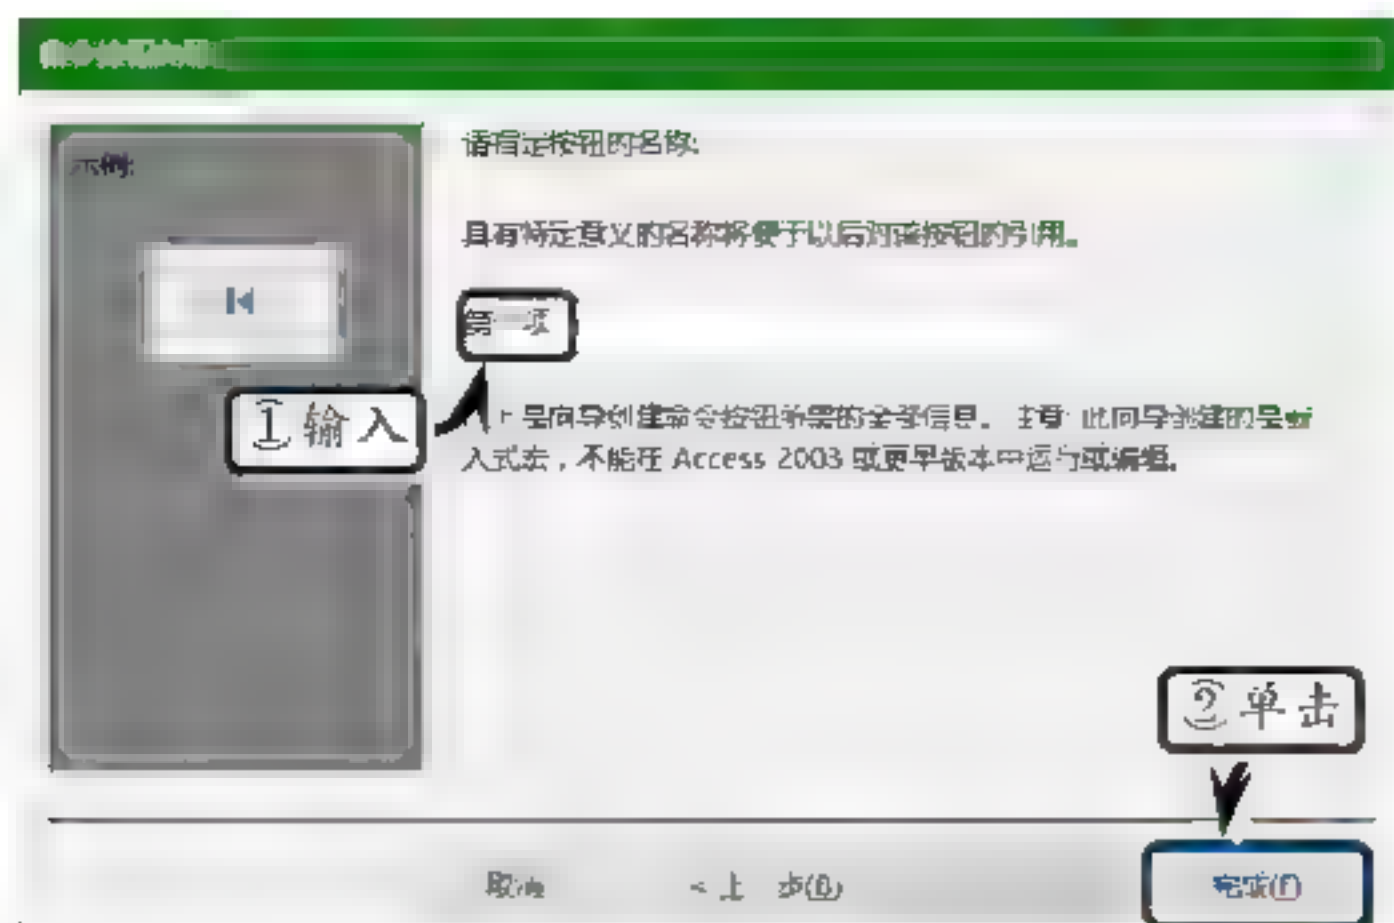 示例:
请指定按钮的名称:
具有特定意义的名称将便于以后对该按钮的引用。
第一项
①输入
以上是向导创建命令按钮所需的全部信息。注意: 此向导创建的是嵌
入式宏，不能在 Access 2003 或更早版本中运行或编辑。
②单击
取消
< 上一步(B)
完成(F)